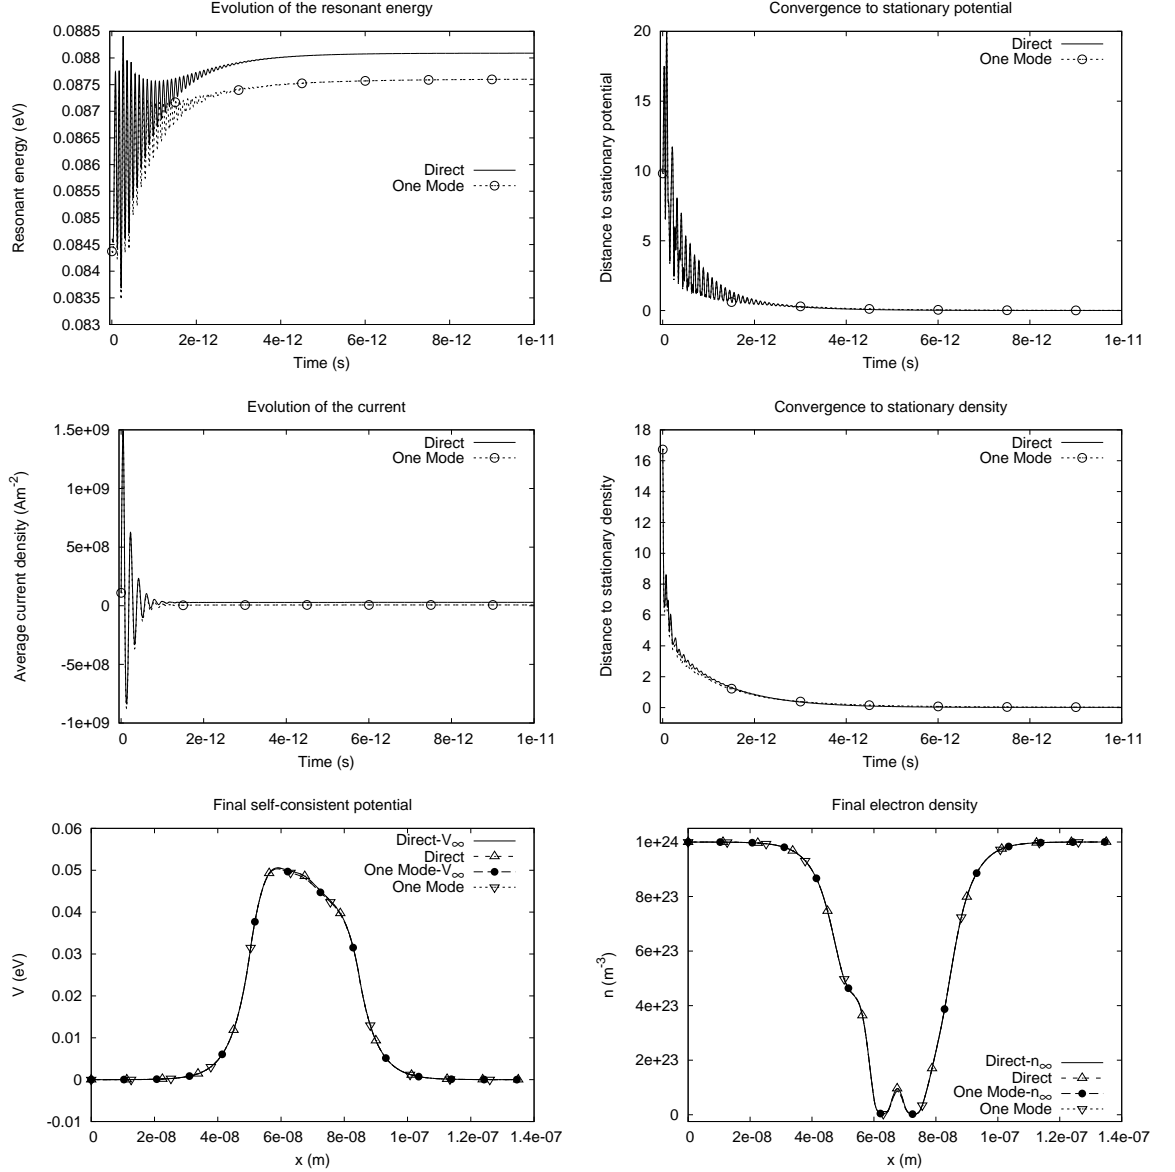 Evolution of the resonant energy
0.0885
0.088
0.0875
0.087
0.0865
0.086
0.0855
0.085
0.0845
0.084
0.0835
0.083
0 2e-12 4e-12 6e-12 8e-12 1e-11
Resonant energy (eV)
Time (s)
Direct
One Mode
Convergence to stationary potential
20
15
10
5
0
0 2e-12 4e-12 6e-12 8e-12 1e-11
Distance to stationary potential
Time (s)
Direct
One Mode
Evolution of the current
1.5e+09
1e+09
5e+08
0
-5e+08
-1e+09
0 2e-12 4e-12 6e-12 8e-12 1e-11
Average current density (Am⁻²)
Time (s)
Direct
One Mode
Convergence to stationary density
18
16
14
12
10
8
6
4
2
0
0 2e-12 4e-12 6e-12 8e-12 1e-11
Distance to stationary density
Time (s)
Direct
One Mode
Final self-consistent potential
0.06
0.05
0.04
0.03
0.02
0.01
0
-0.01
0 2e-08 4e-08 6e-08 8e-08 1e-07 1.2e-07 1.4e-07
V (eV)
x (m)
Direct-V∞
Direct
One Mode-V∞
One Mode
Final electron density
1e+24
8e+23
6e+23
4e+23
2e+23
0
0 2e-08 4e-08 6e-08 8e-08 1e-07 1.2e-07 1.4e-07
n (m⁻³)
x (m)
Direct-n∞
Direct
One Mode-n∞
One Mode